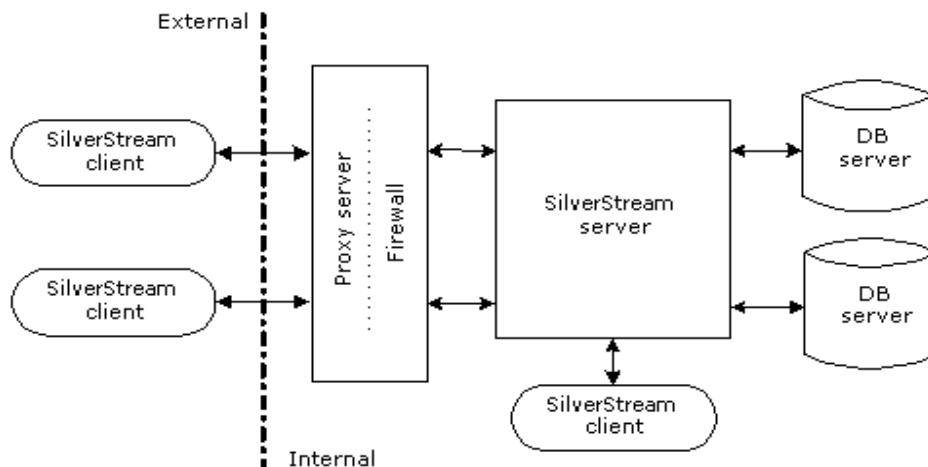 External
SilverStream
client
SilverStream
client
Proxy server
Firewall
SilverStream
server
DB
server
DB
server
SilverStream
client
Internal